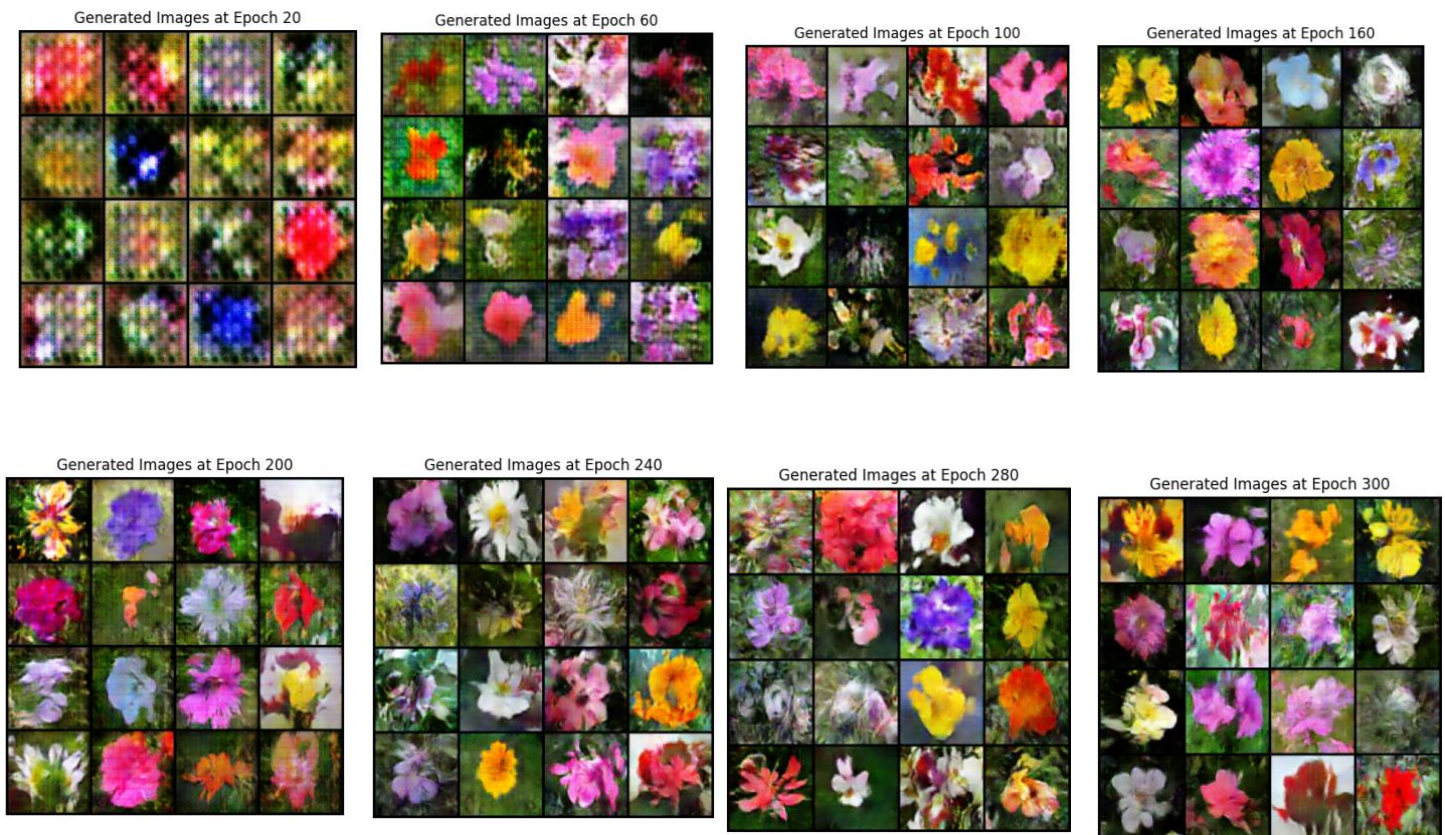 Generated Images at Epoch 20
Generated Images at Epoch 60
Generated Images at Epoch 100
Generated Images at Epoch 160
Generated Images at Epoch 200
Generated Images at Epoch 240
Generated Images at Epoch 280
Generated Images at Epoch 300